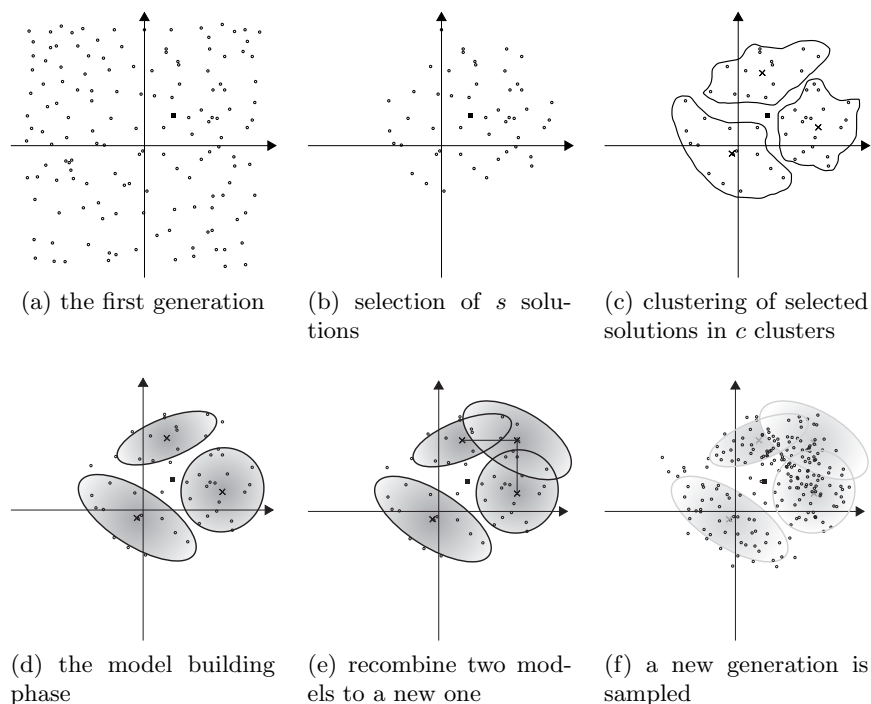 (a) the first generation
(b) selection of s solu-
tions
(c) clustering of selected
solutions in c clusters
(d) the model building
phase
(e) recombine two mod-
els to a new one
(f) a new generation is
sampled